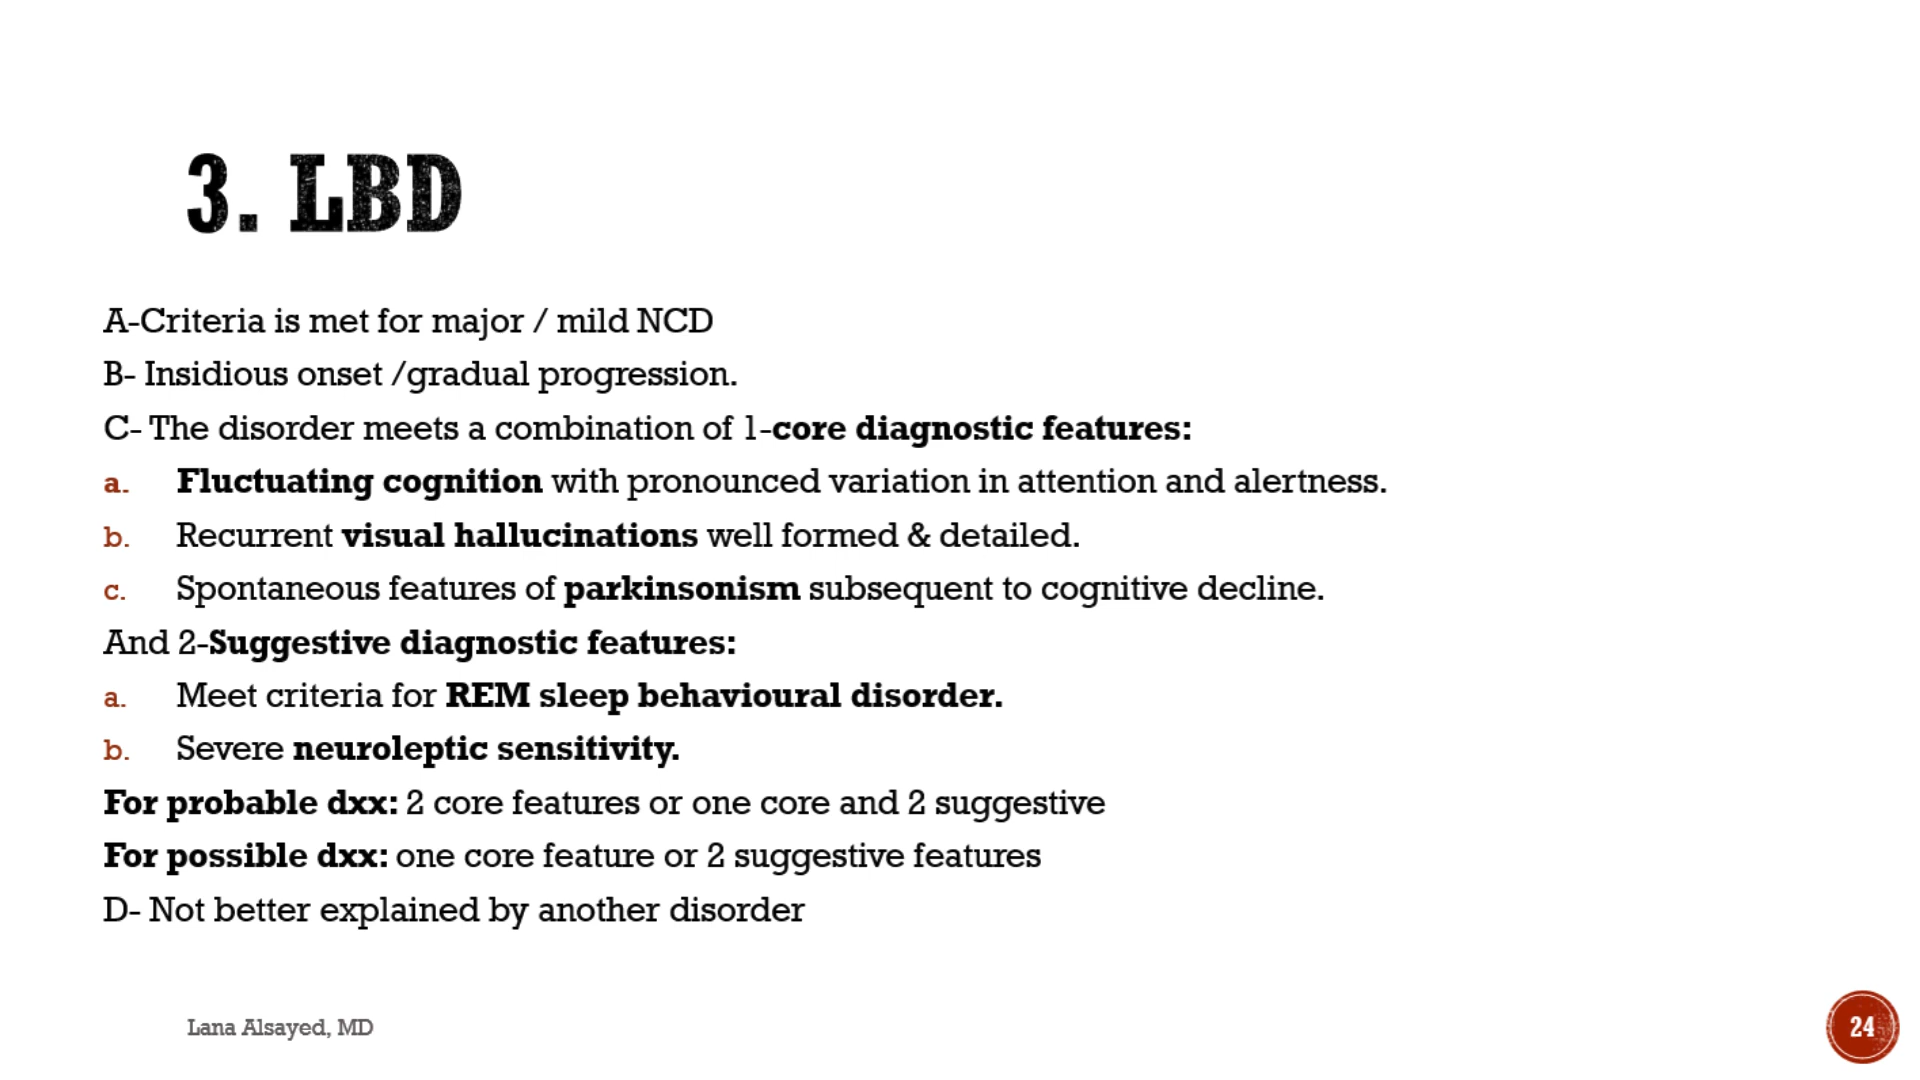 3. LBD
A-Criteria is met for major / mild NCD
B- Insidious onset /gradual progression.
C- The disorder meets a combination of 1-core diagnostic features:
a. Fluctuating cognition with pronounced variation in attention and alertness.
b. Recurrent visual hallucinations well formed & detailed.
c. Spontaneous features of parkinsonism subsequent to cognitive decline.
And 2-Suggestive diagnostic features:
a. Meet criteria for REM sleep behavioural disorder.
b. Severe neuroleptic sensitivity.
For probable dxx: 2 core features or one core and 2 suggestive
For possible dxx: one core feature or 2 suggestive features
D- Not better explained by another disorder
Lana Alsayed, MD
24